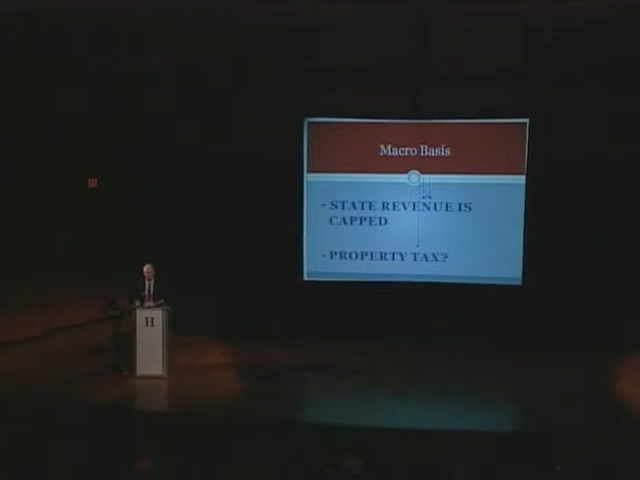 Macro Basis
- STATE REVENUE IS
CAPPED
- PROPERTY TAX?
H